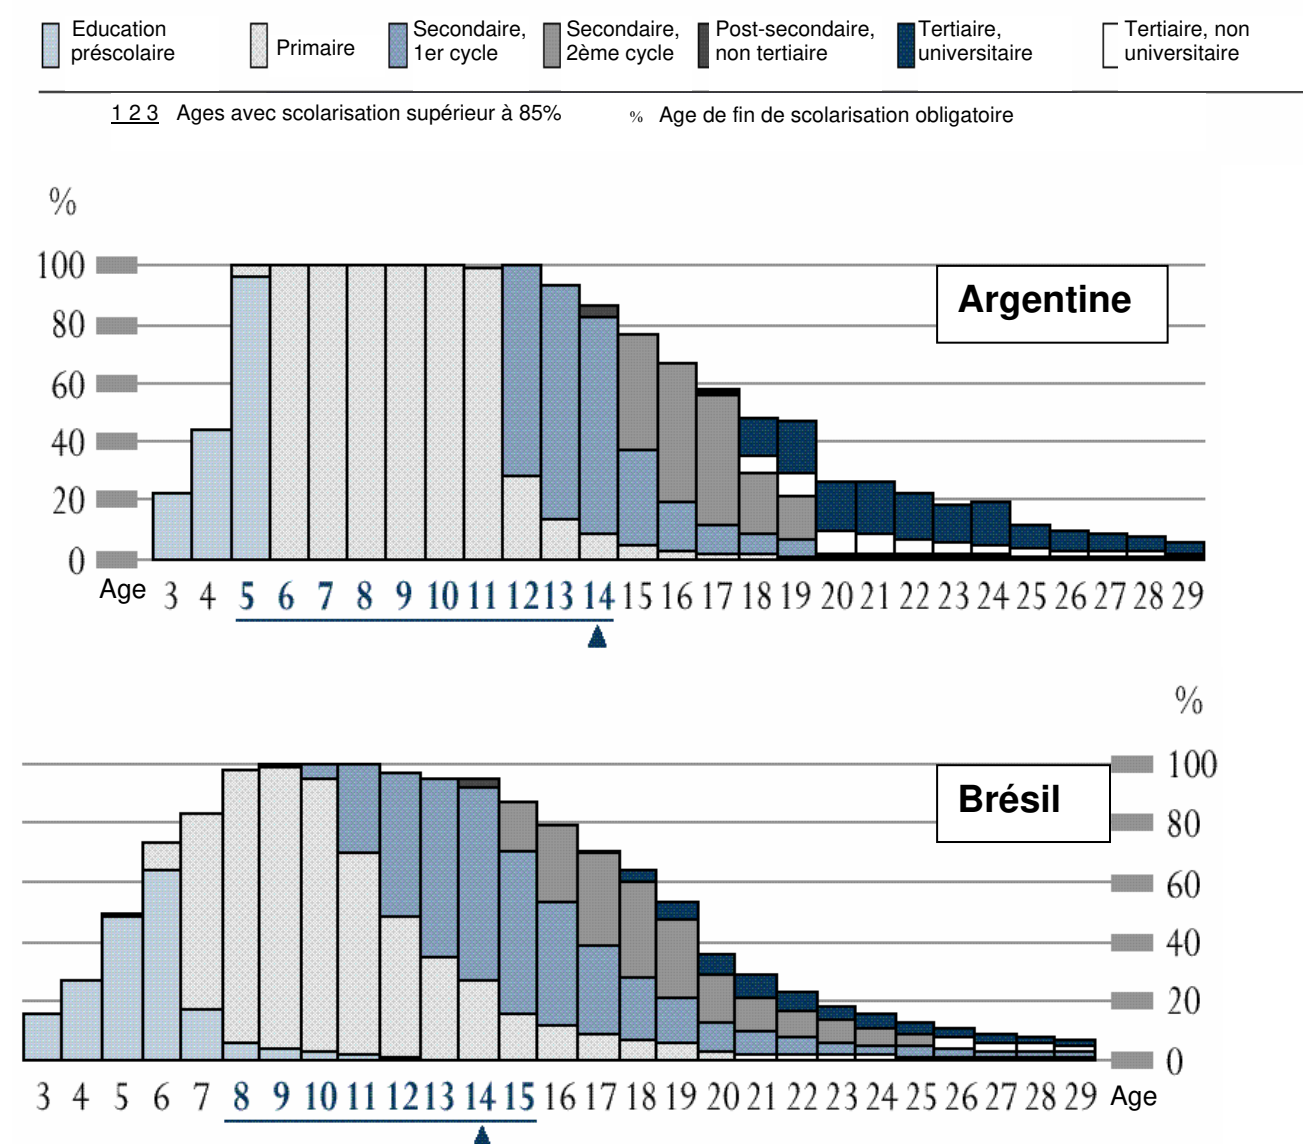 Education préscolaire
Primaire
Secondaire, 1er cycle
Secondaire, 2ème cycle
Post-secondaire, non tertiaire
Tertiaire, universitaire
Tertiaire, non universitaire
1 2 3 Ages avec scolarisation supérieur à 85% % Age de fin de scolarisation obligatoire
%
100
80
60
40
20
0
Argentine
Age 3 4 5 6 7 8 9 10 11 12 13 14 15 16 17 18 19 20 21 22 23 24 25 26 27 28 29
%
100
80
60
40
20
0
Brésil
3 4 5 6 7 8 9 10 11 12 13 14 15 16 17 18 19 20 21 22 23 24 25 26 27 28 29 Age